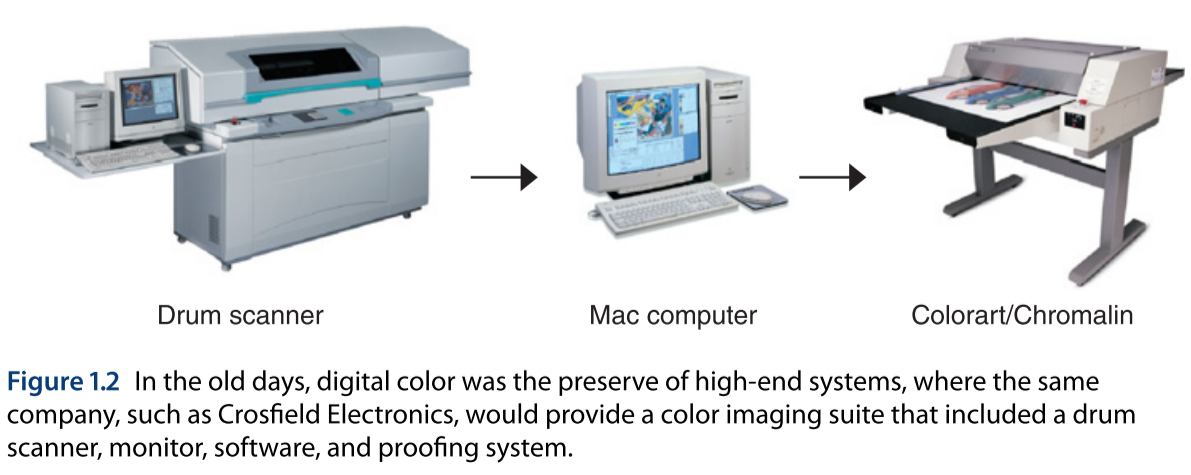 Drum scanner
Mac computer
Colorart/Chromalin
Figure 1.2 In the old days, digital color was the preserve of high-end systems, where the same
company, such as Crosfield Electronics, would provide a color imaging suite that included a drum
scanner, monitor, software, and proofing system.